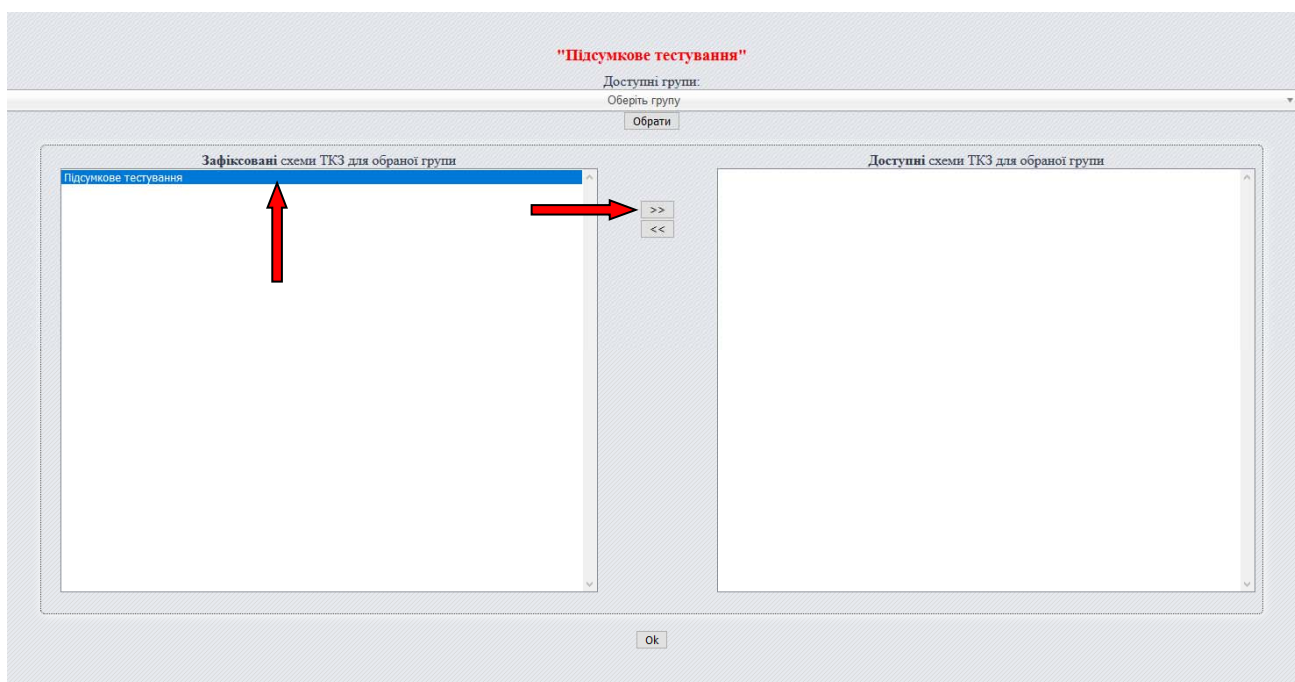 "Підсумкове тестування"
Доступні групи:
Оберіть групу
Обрати
Зафіксовані схеми ТКЗ для обраної групи
Доступні схеми ТКЗ для обраної групи
Підсумкове тестування
>>
<<
Ok